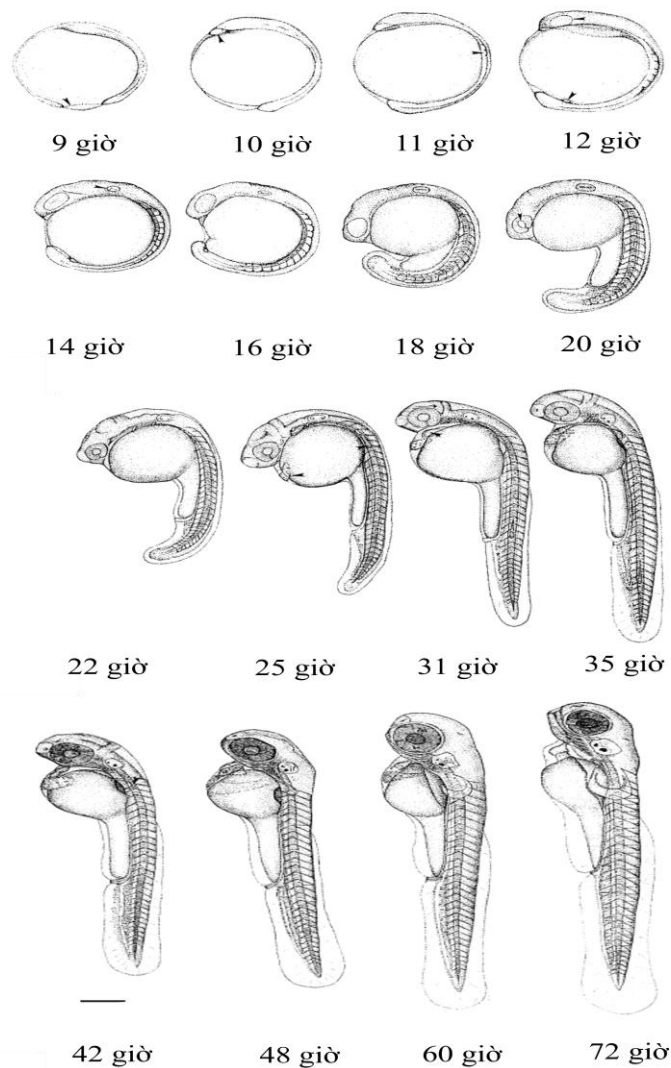 9 giờ 10 giờ 11 giờ 12 giờ
14 giờ 16 giờ 18 giờ 20 giờ
22 giờ 25 giờ 31 giờ 35 giờ
42 giờ 48 giờ 60 giờ 72 giờ